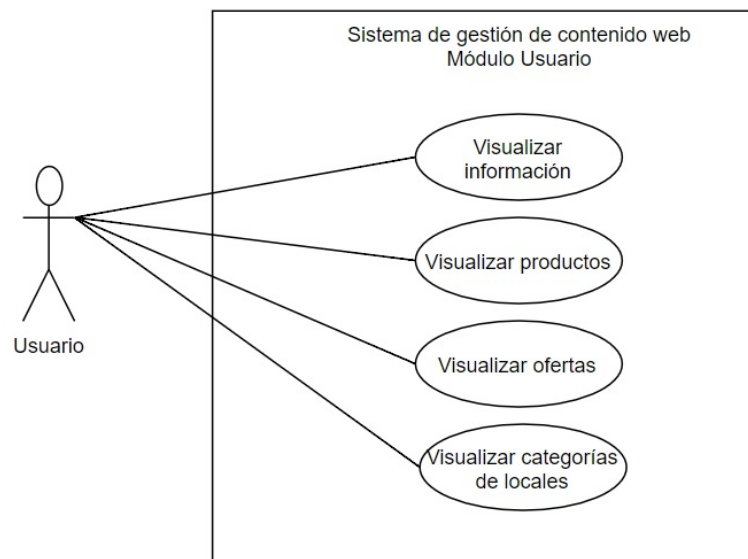 Sistema de gestión de contenido web
Módulo Usuario
Visualizar
información
Visualizar productos
Usuario
Visualizar ofertas
Visualizar categorías
de locales